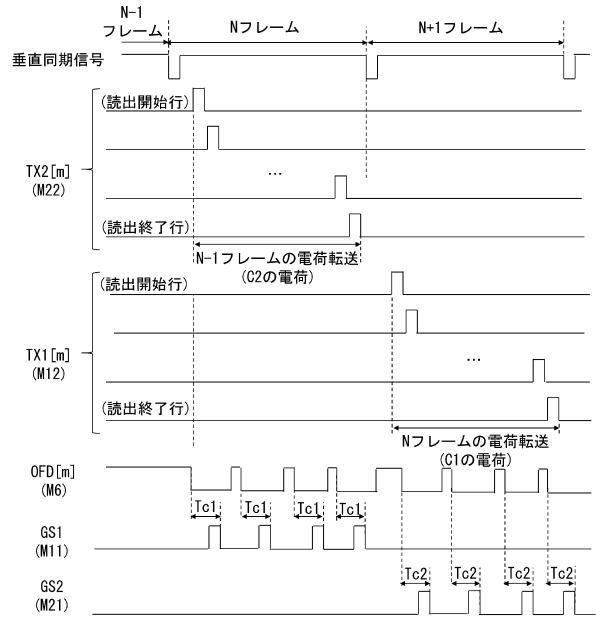 N-1
フレーム
Nフレーム
N+1フレーム
垂直同期信号
(読出開始行)
TX2[m]
(M22)
…
(読出終了行)
N-1フレームの電荷転送
(C2の電荷)
(読出開始行)
TX1[m]
(M12)
…
(読出終了行)
Nフレームの電荷転送
(C1の電荷)
OFD[m]
(M6)
Tc1 Tc1 Tc1 Tc1
GS1
(M11)
Tc2 Tc2 Tc2 Tc2
GS2
(M21)